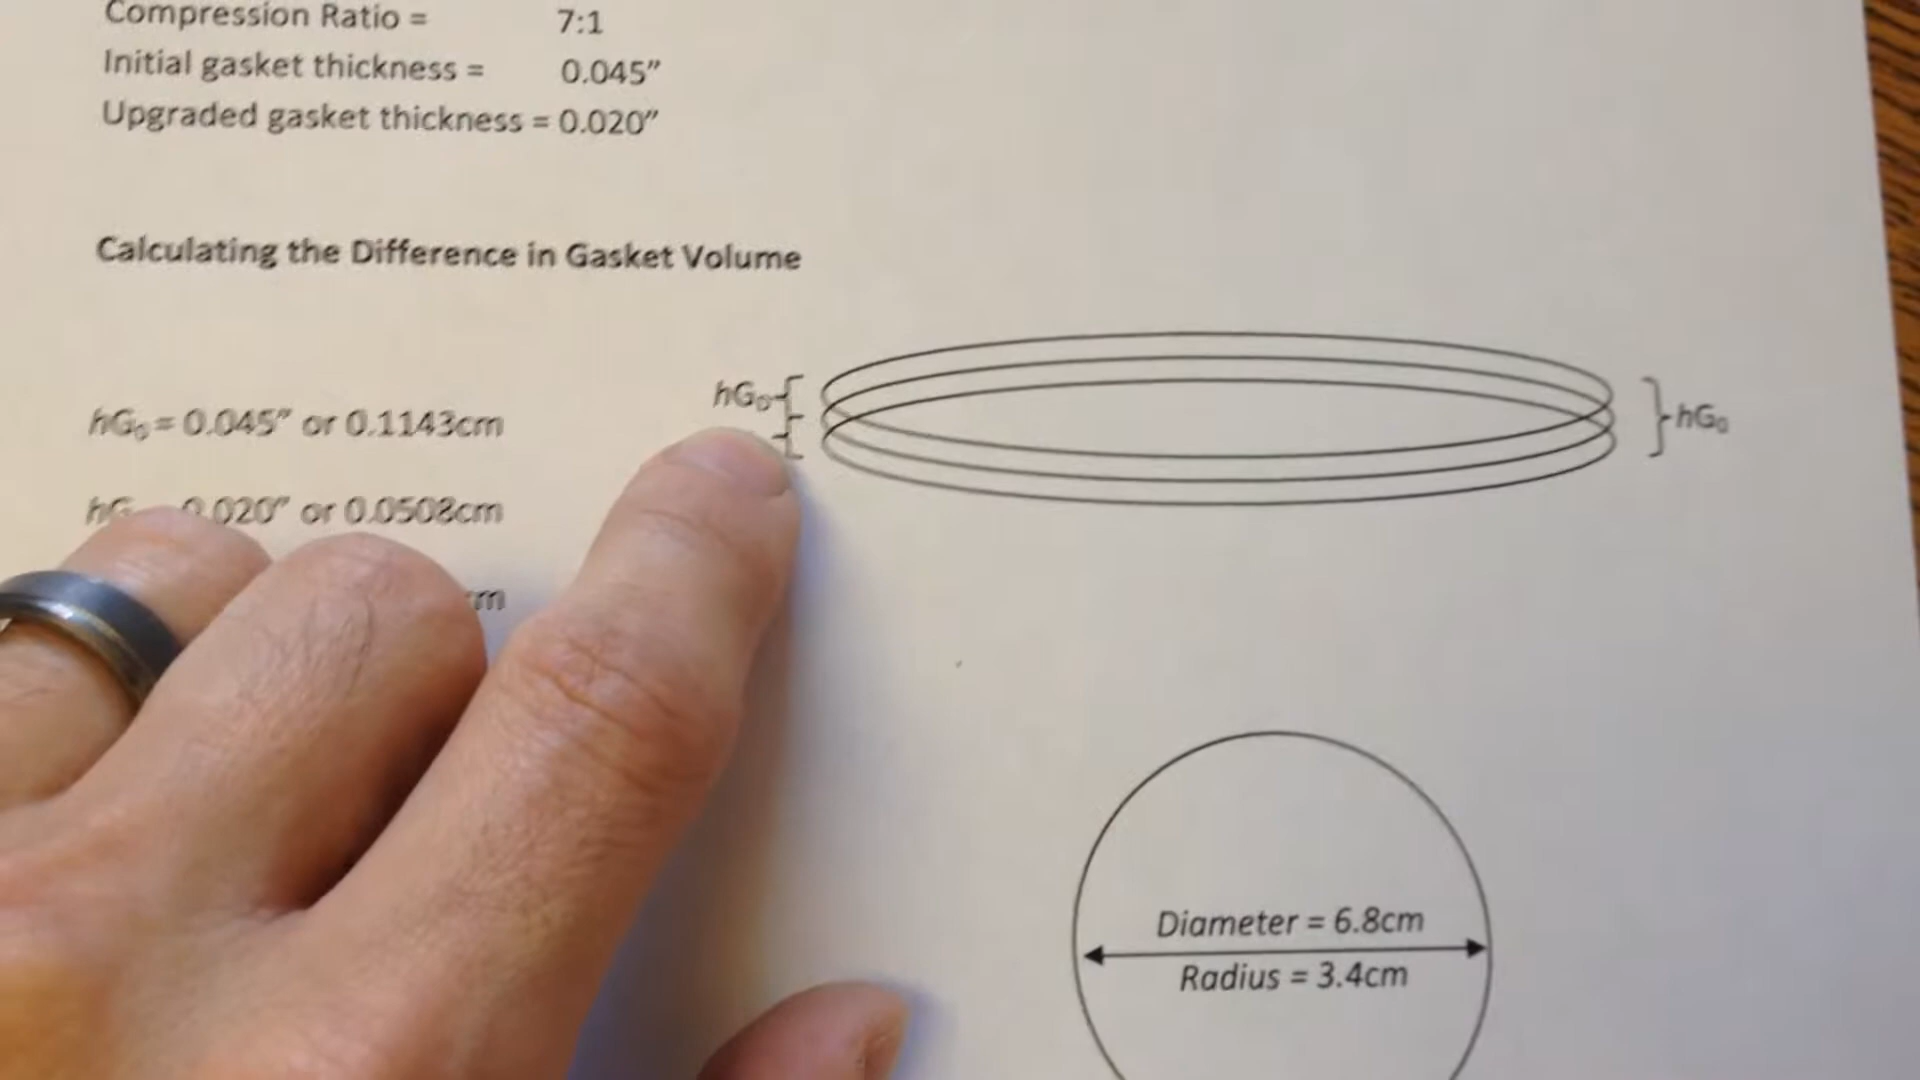 Compression Ratio = 7:1
Initial gasket thickness = 0.045”
Upgraded gasket thickness = 0.020”
Calculating the Difference in Gasket Volume
hG₀ = 0.045” or 0.1143cm
0.020” or 0.0508cm
hG₀
Diameter = 6.8cm
Radius = 3.4cm